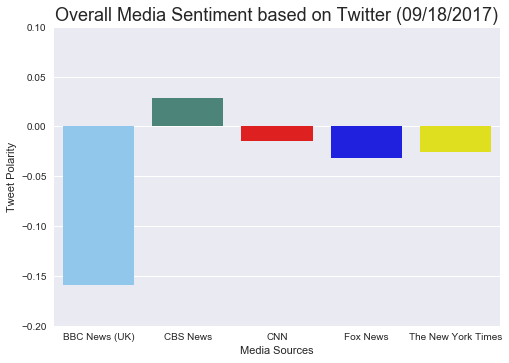 Overall Media Sentiment based on Twitter (09/18/2017)
0.10
0.05
0.00
−0.05
−0.10
−0.15
−0.20
Tweet Polarity
BBC News (UK) CBS News CNN Fox News The New York Times
Media Sources